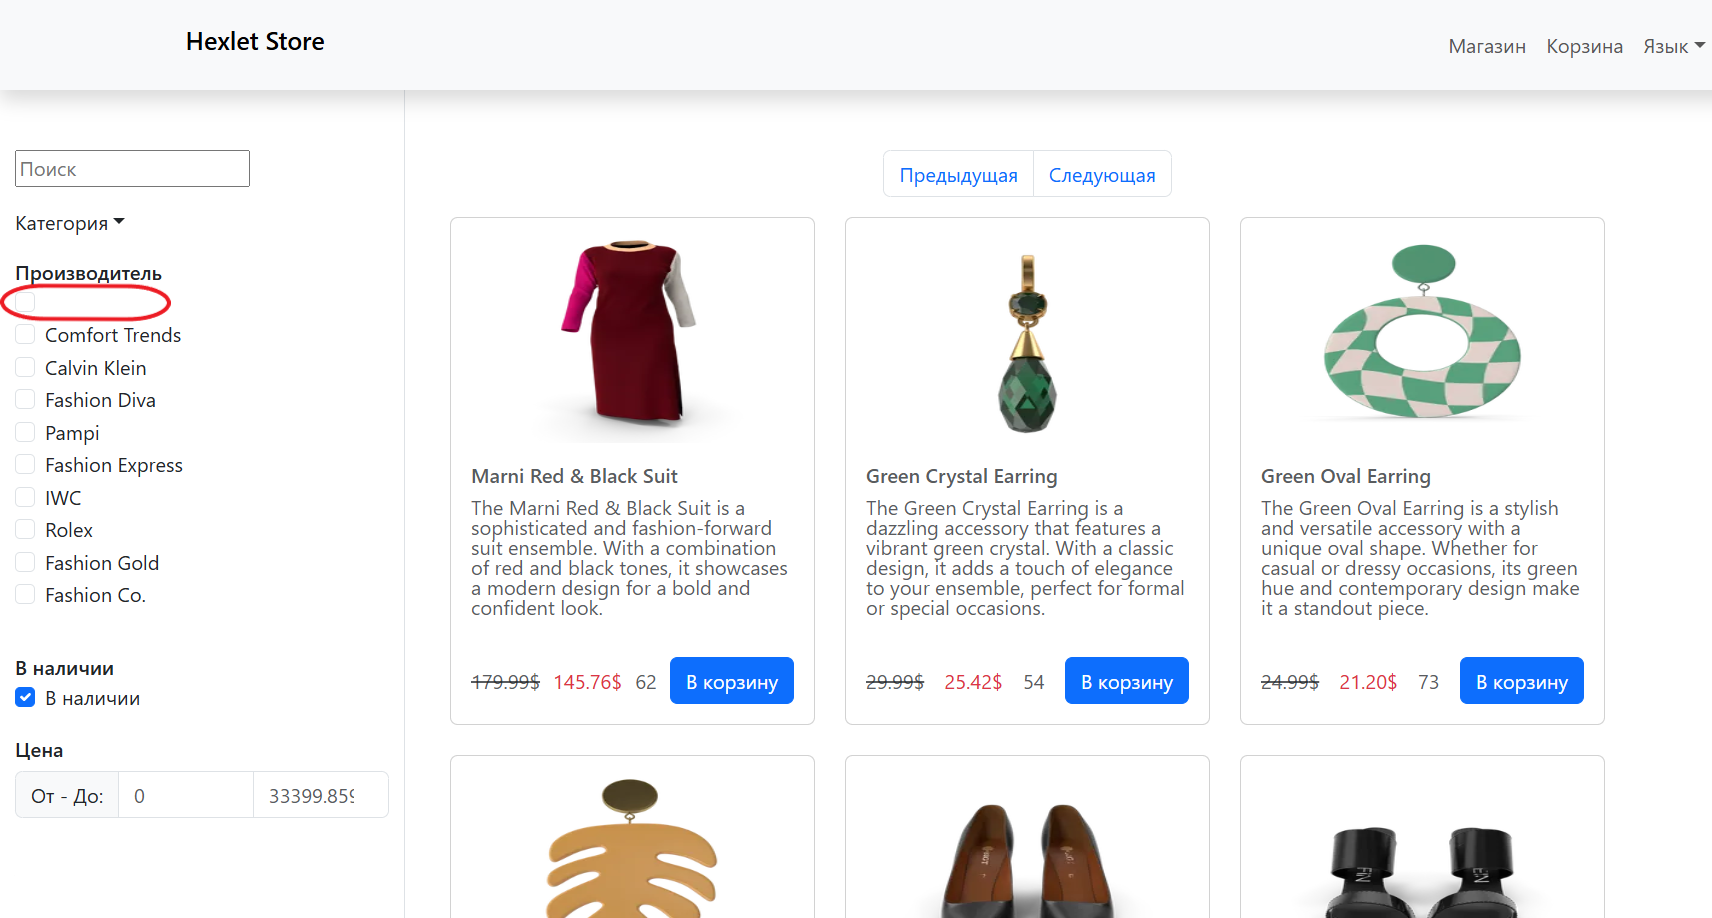 Hexlet Store
Магазин Корзина Язык
Поиск
Категория
Производитель
Comfort Trends
Calvin Klein
Fashion Diva
Pampi
Fashion Express
IWC
Rolex
Fashion Gold
Fashion Co.
В наличии
В наличии
Цена
От - До: 0 33399.859
Предыдущая Следующая
Marni Red & Black Suit
The Marni Red & Black Suit is a
sophisticated and fashion-forward
suit ensemble. With a combination
of red and black tones, it showcases
a modern design for a bold and
confident look.
179.99$ 145.76$ 62 В корзину
Green Crystal Earring
The Green Crystal Earring is a
dazzling accessory that features a
vibrant green crystal. With a classic
design, it adds a touch of elegance
to your ensemble, perfect for formal
or special occasions.
29.99$ 25.42$ 54 В корзину
Green Oval Earring
The Green Oval Earring is a stylish
and versatile accessory with a
unique oval shape. Whether for
casual or dressy occasions, its green
hue and contemporary design make
it a standout piece.
24.99$ 21.20$ 73 В корзину